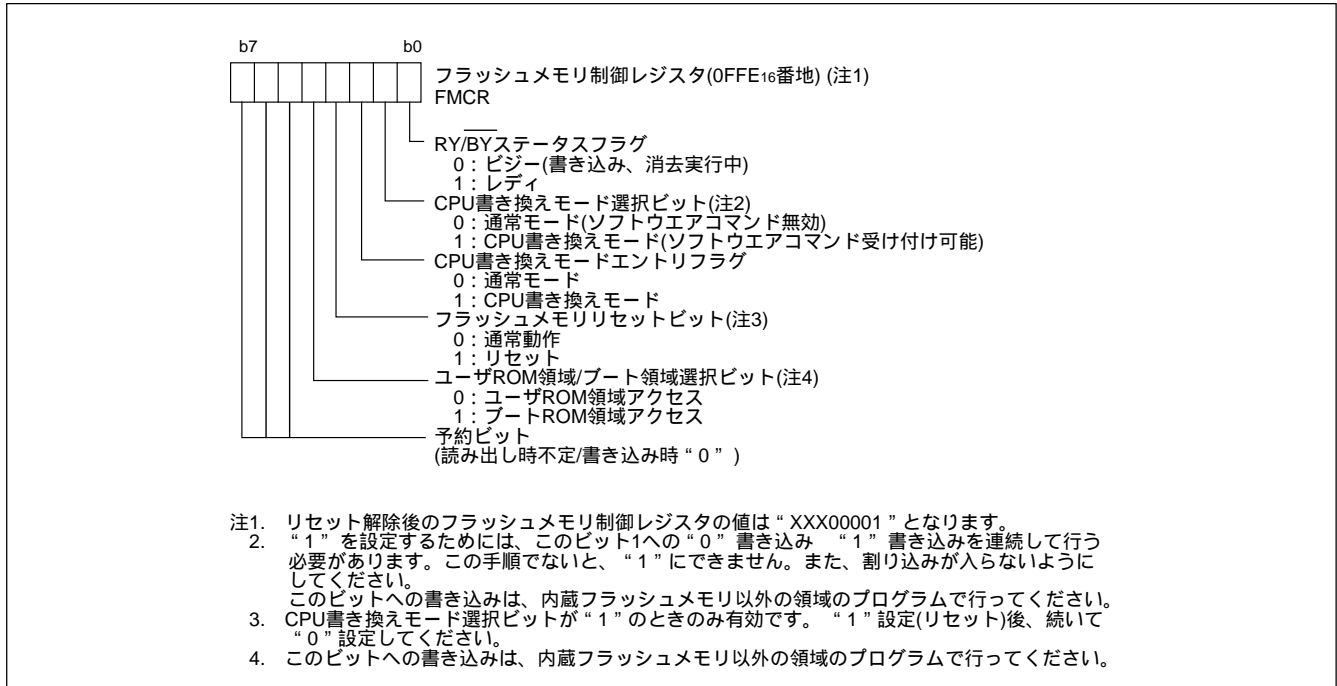 b7 b0
フラッシュメモリ制御レジスタ(0FFE16番地) (注1)
FMCR
RY/BYステータスフラグ
0：ビジー(書き込み、消去実行中)
1：レディ
CPU書き換えモード選択ビット(注2)
0：通常モード(ソフトウエアコマンド無効)
1：CPU書き換えモード(ソフトウエアコマンド受け付け可能)
CPU書き換えモードエントリフラグ
0：通常モード
1：CPU書き換えモード
フラッシュメモリリセットビット(注3)
0：通常動作
1：リセット
ユーザROM領域/ブート領域選択ビット(注4)
0：ユーザROM領域アクセス
1：ブートROM領域アクセス
予約ビット
(読み出し時不定/書き込み時“0”)
注1. リセット解除後のフラッシュメモリ制御レジスタの値は“XXX00001”となります。
2. “1”を設定するためには、このビット1への“0”書き込み “1”書き込みを連続して行う
必要があります。この手順でないと、“1”にできません。また、割り込みが入らないように
してください。
このビットへの書き込みは、内蔵フラッシュメモリ以外の領域のプログラムで行ってください。
3. CPU書き換えモード選択ビットが“1”のときのみ有効です。“1”設定(リセット)後、続いて
“0”設定してください。
4. このビットへの書き込みは、内蔵フラッシュメモリ以外の領域のプログラムで行ってください。